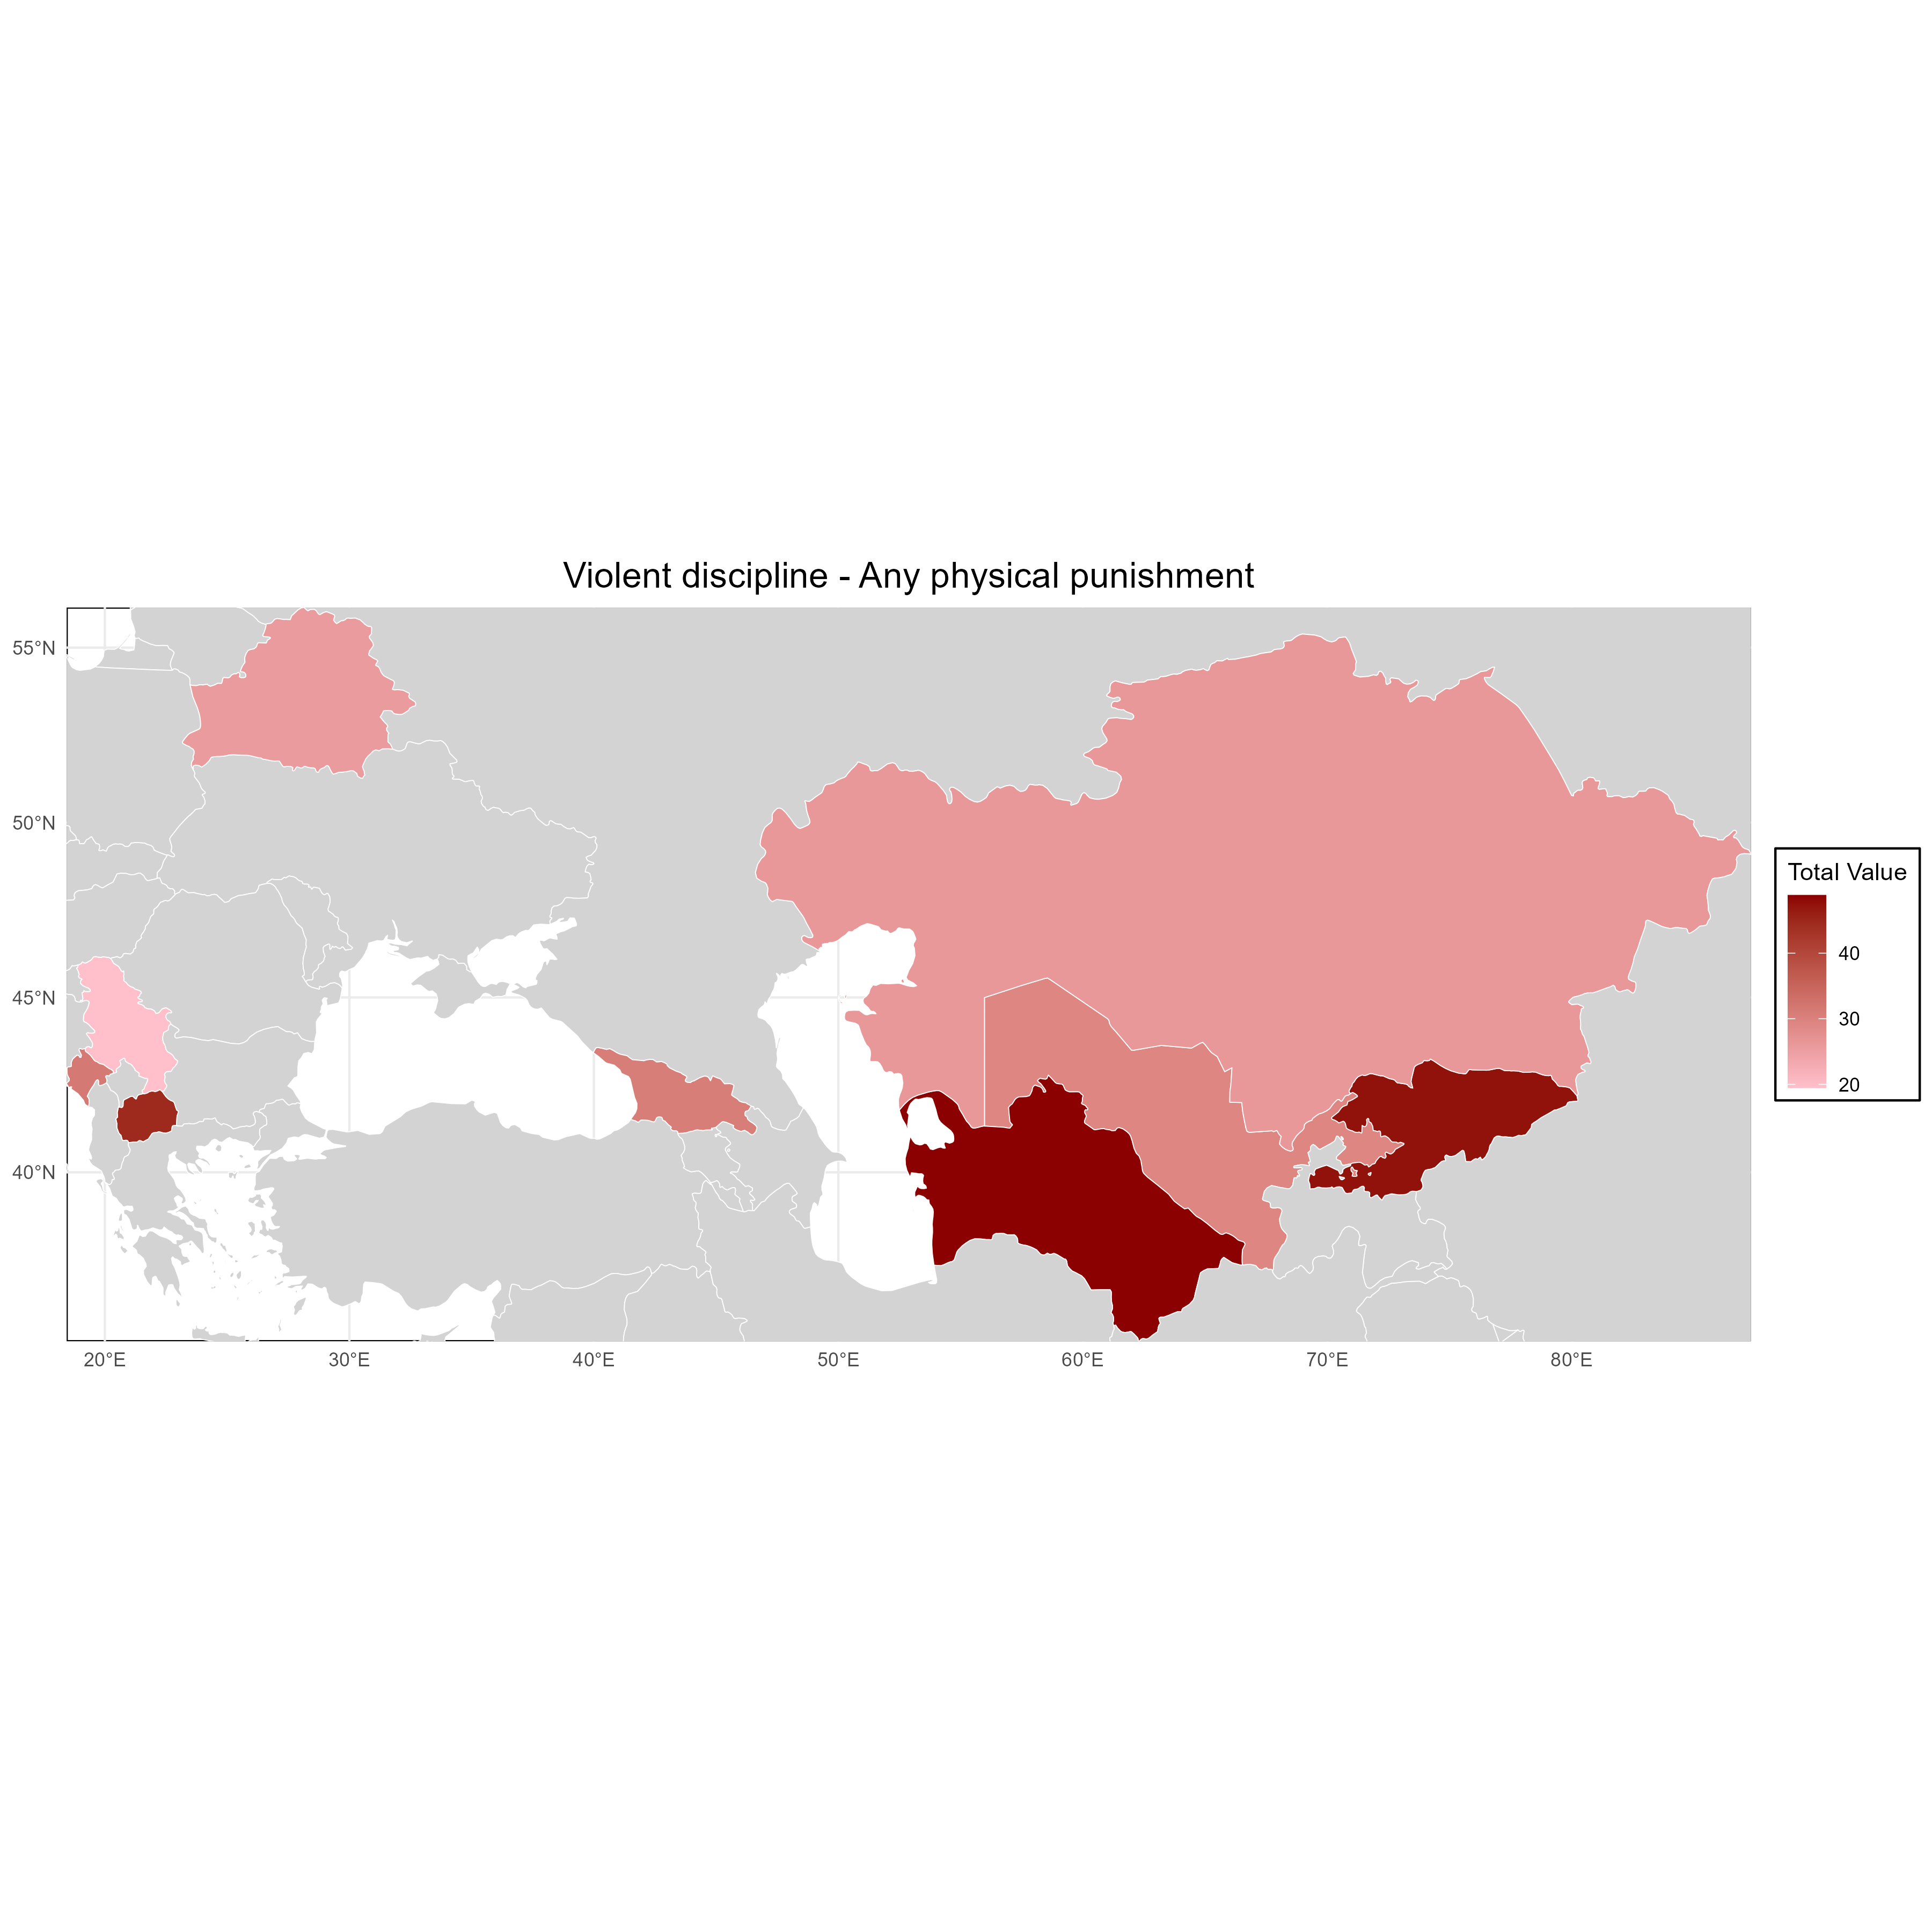 Violent discipline - Any physical punishment
55°N
50°N
45°N
40°N
20°E
30°E
40°E
50°E
60°E
70°E
80°E
Total Value
40
30
20